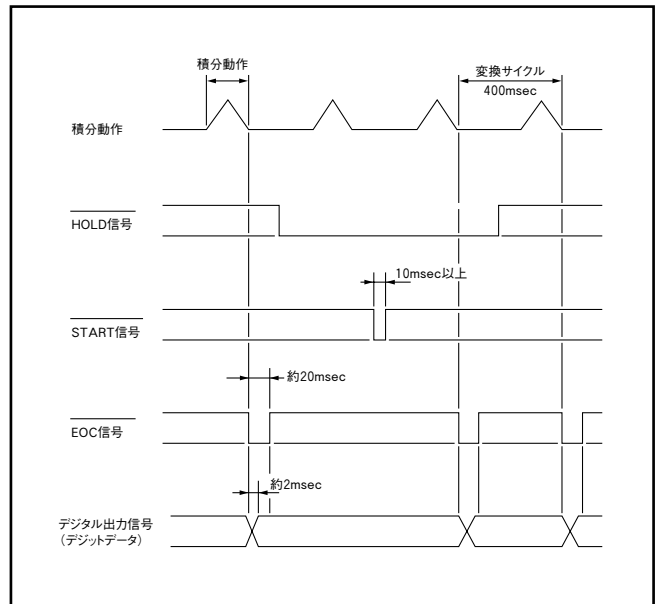 積分動作
変換サイクル
400msec
積分動作
HOLD信号
10msec以上
START信号
約20msec
EOC信号
約2msec
デジタル出力信号
(デジットデータ)